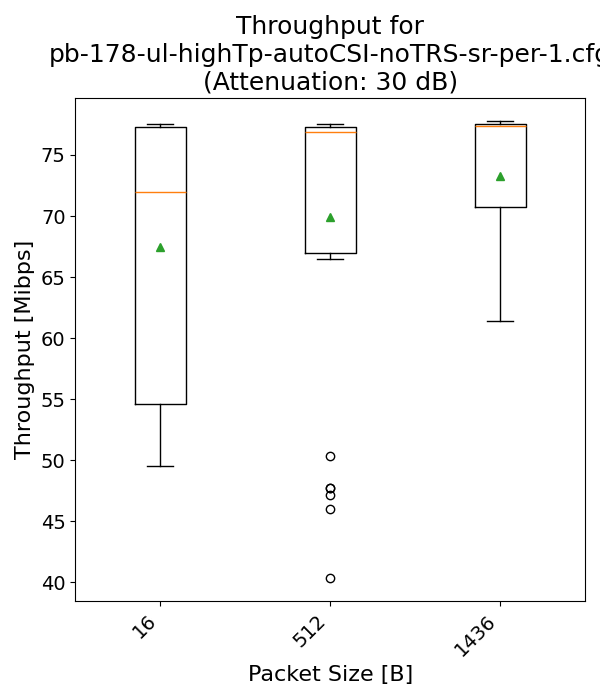 Throughput for
pb-178-ul-highTp-autoCSI-noTRS-sr-per-1.cfg
(Attenuation: 30 dB)
Throughput [Mibps]
75
70
65
60
55
50
45
40
16
512
1436
Packet Size [B]